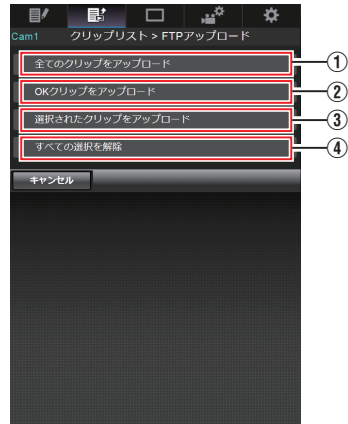 Cam1 クリップリスト > FTPアップロード
全てのクリップをアップロード ①
OKクリップをアップロード ②
選択されたクリップをアップロード ③
すべての選択を解除 ④
キャンセル